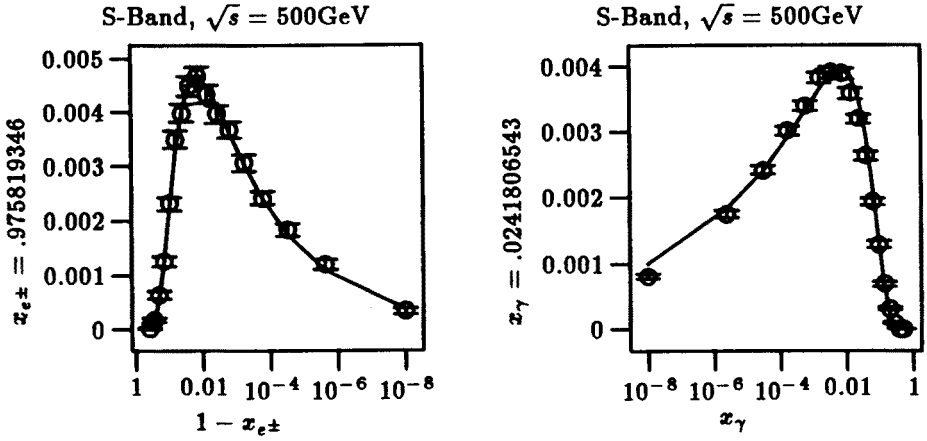 S-Band, √s = 500GeV
x_e± = .975819346
0.005
0.004
0.003
0.002
0.001
0
1 0.01 10⁻⁴ 10⁻⁶ 10⁻⁸
1 − x_e±
S-Band, √s = 500GeV
x_γ = .0241806543
0.004
0.003
0.002
0.001
0
10⁻⁸ 10⁻⁶ 10⁻⁴ 0.01 1
x_γ